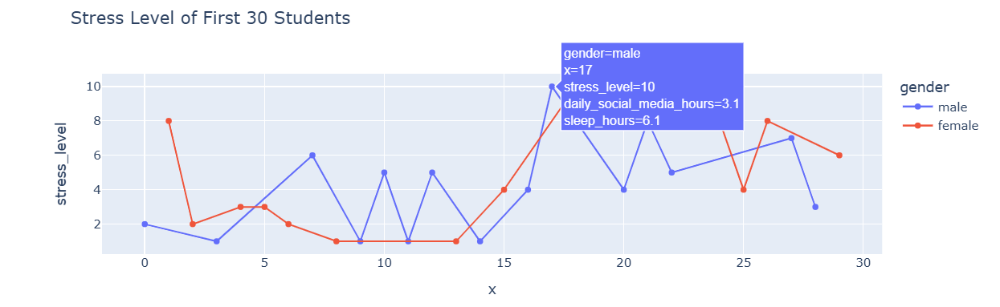 Stress Level of First 30 Students
gender=male
x=17
stress_level=10
daily_social_media_hours=3.1
sleep_hours=6.1
10
8
6
4
2
stress_level
0
5
10
15
20
25
30
x
gender
male
female